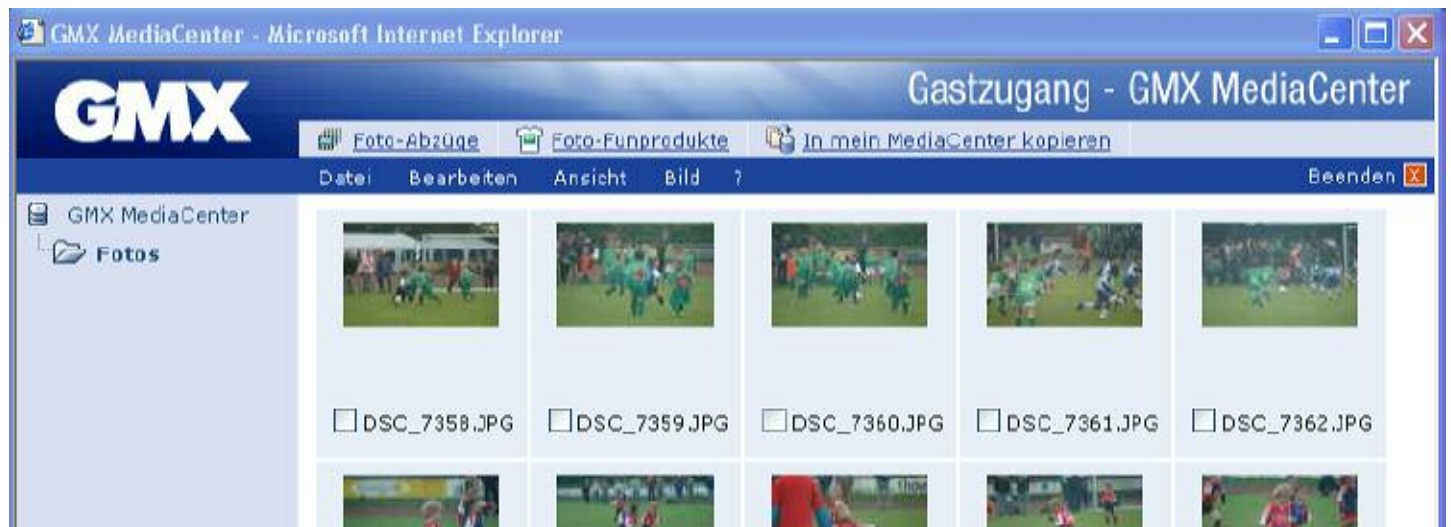 GMX MediaCenter - Microsoft Internet Explorer
GMX
Gastzugang - GMX MediaCenter
Foto-Abzüge Foto-Funprodukte In mein MediaCenter kopieren
Datei Bearbeiten Ansicht Bild ? Beenden X
GMX MediaCenter
Fotos
DSC_7358.JPG DSC_7359.JPG DSC_7360.JPG DSC_7361.JPG DSC_7362.JPG